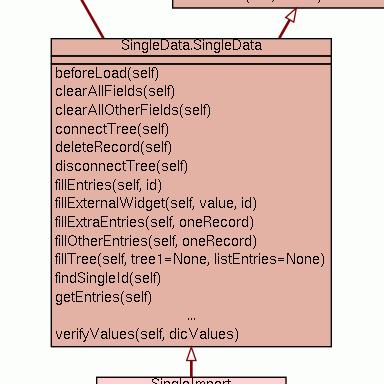 SingleData.SingleData
beforeLoad(self)
clearAllFields(self)
clearAllOtherFields(self)
connectTree(self)
deleteRecord(self)
disconnectTree(self)
fillEntries(self, id)
fillExternalWidget(self, value, id)
fillExtraEntries(self, oneRecord)
fillOtherEntries(self, oneRecord)
fillTree(self, tree1=None, listEntries=None)
findSingleId(self)
getEntries(self)
...
verifyValues(self, dicValues)